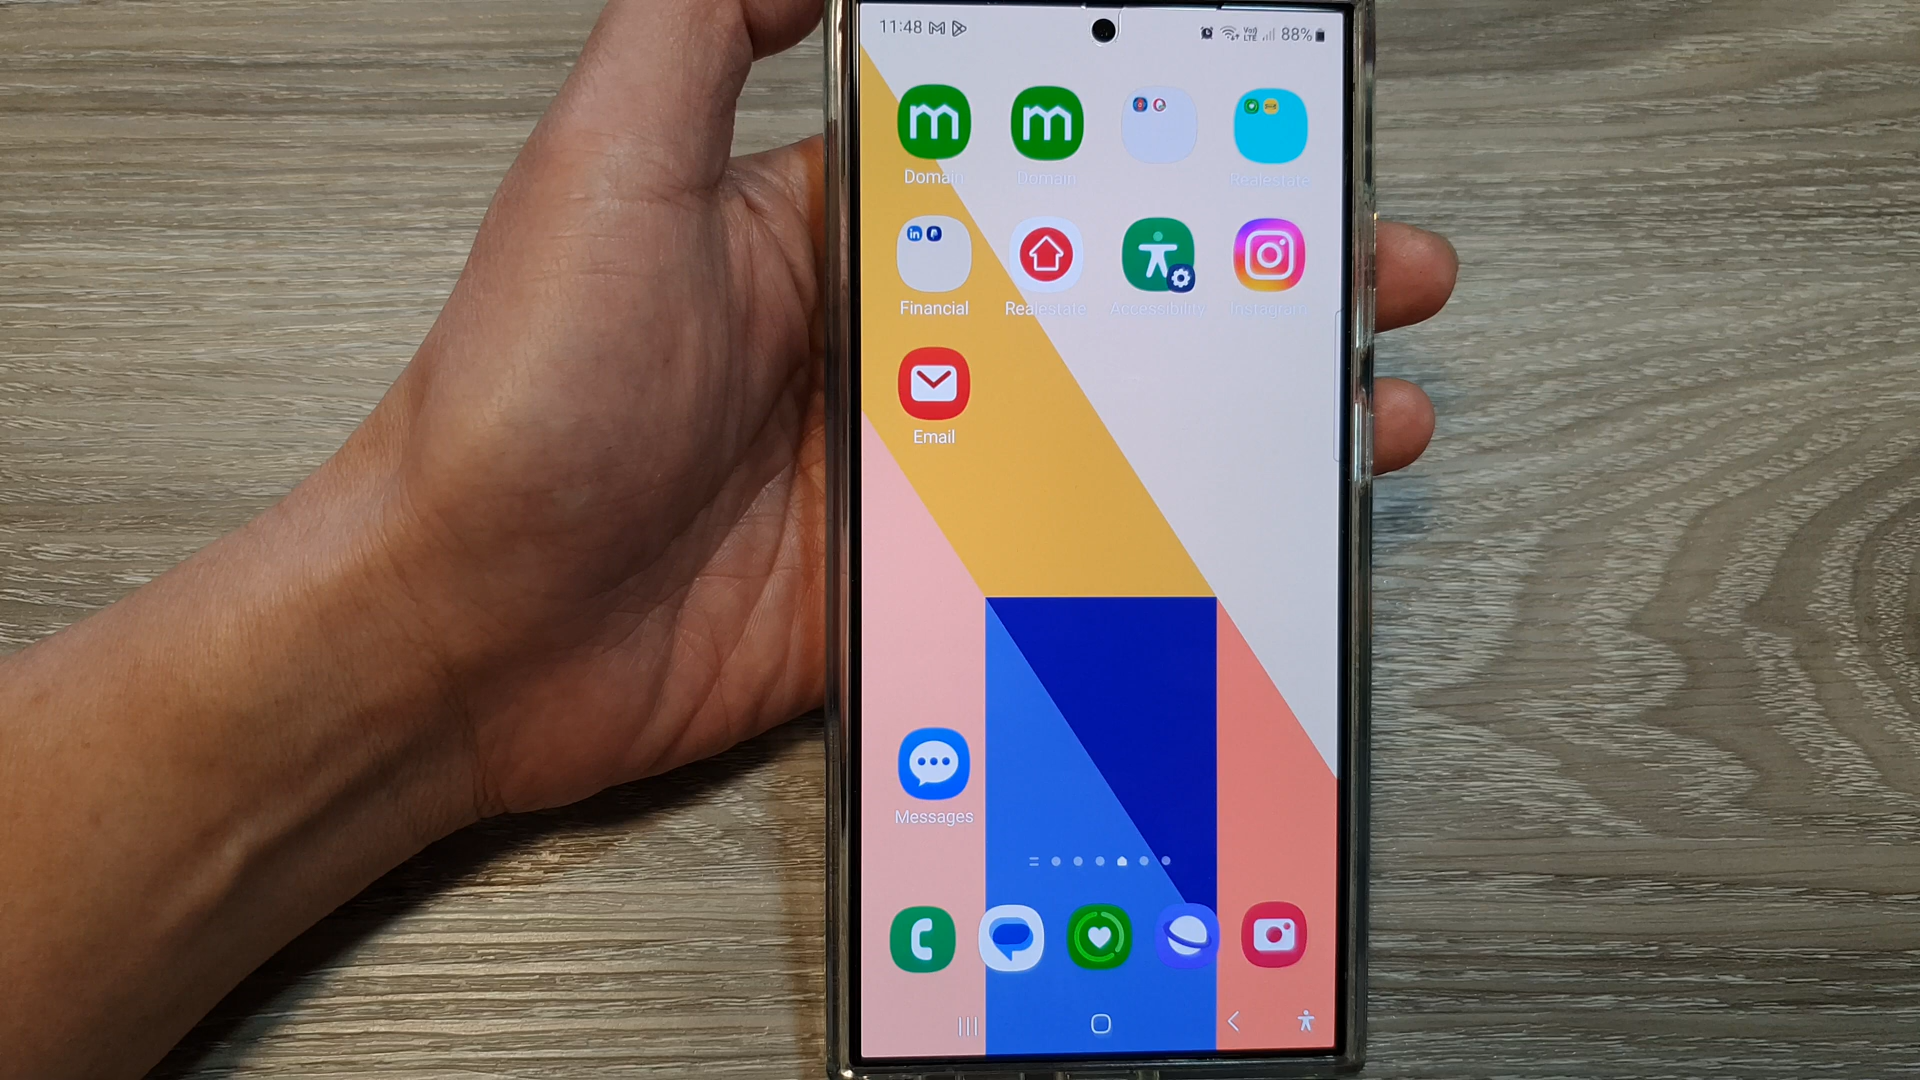 11:48 88%
Domain Domain Realestate
Financial Realestate Accessibility Instagram
Email
Messages